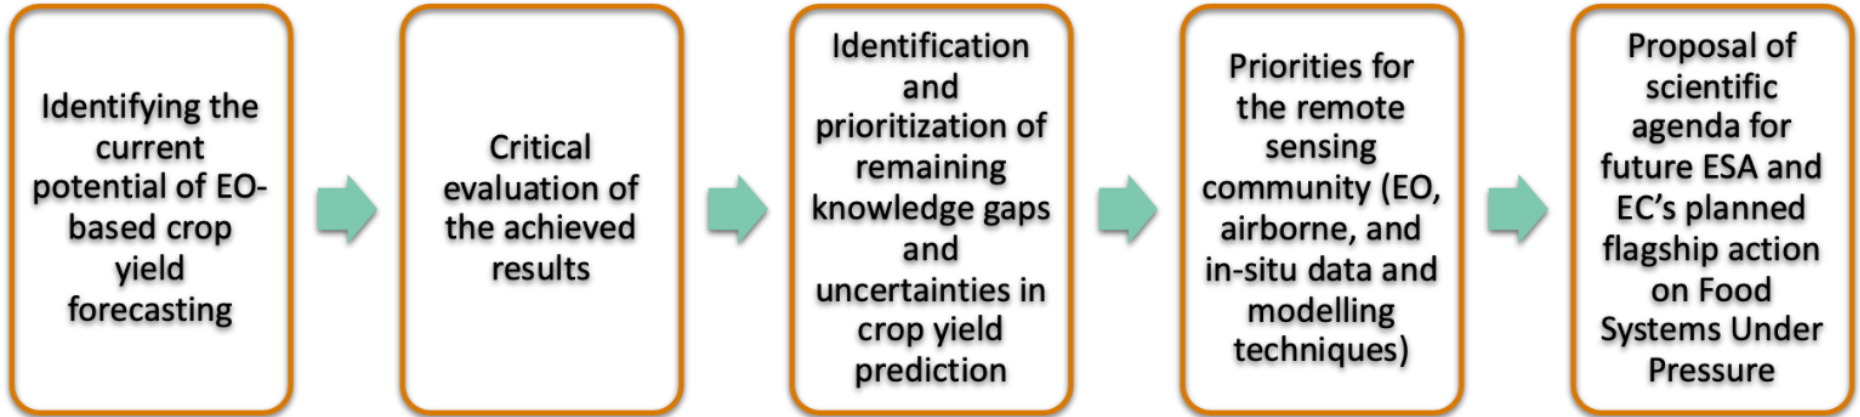 Identifying the
current
potential of EO-
based crop
yield
forecasting
Critical
evaluation of
the achieved
results
Identification
and
prioritization of
remaining
knowledge gaps
and
uncertainties in
crop yield
prediction
Priorities for
the remote
sensing
community (EO,
airborne, and
in-situ data and
modelling
techniques)
Proposal of
scientific
agenda for
future ESA and
EC's planned
flagship action
on Food
Systems Under
Pressure